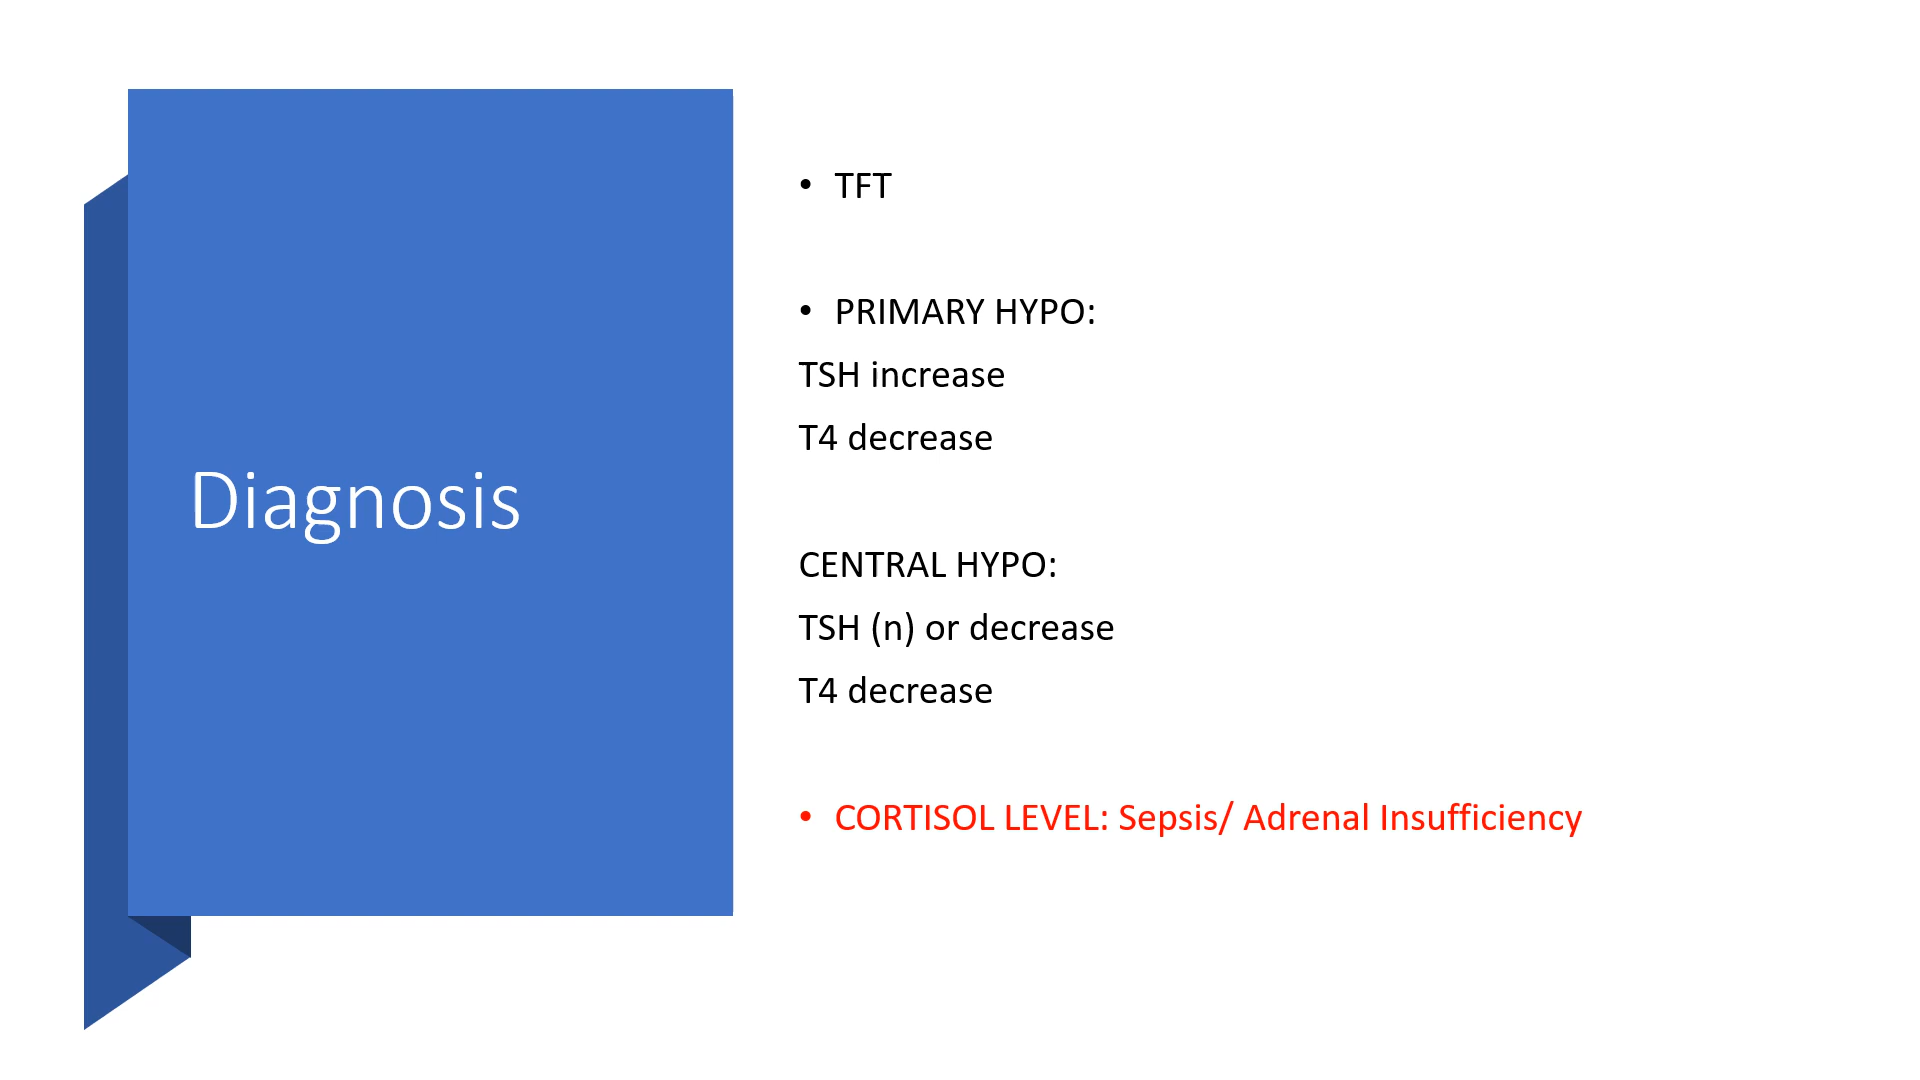 Diagnosis
• TFT
• PRIMARY HYPO:
TSH increase
T4 decrease
CENTRAL HYPO:
TSH (n) or decrease
T4 decrease
• CORTISOL LEVEL: Sepsis/ Adrenal Insufficiency